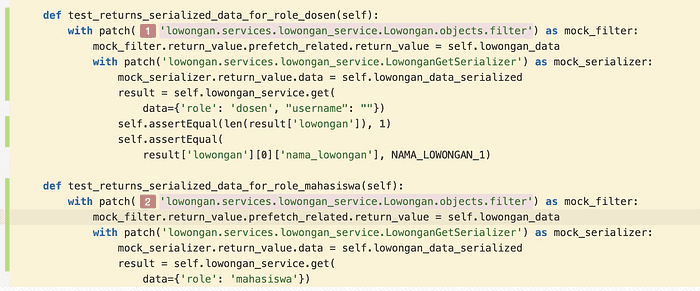 def test_returns_serialized_data_for_role_dosen(self):
    with patch( 1 'lowongan.services.lowongan_service.Lowongan.objects.filter') as mock_filter:
        mock_filter.return_value.prefetch_related.return_value = self.lowongan_data
        with patch('lowongan.services.lowongan_service.LowonganGetSerializer') as mock_serializer:
            mock_serializer.return_value.data = self.lowongan_data_serialized
            result = self.lowongan_service.get(
                data={'role': 'dosen', "username": ""})
            self.assertEqual(len(result['lowongan']), 1)
            self.assertEqual(
                result['lowongan'][0]['nama_lowongan'], NAMA_LOWONGAN_1)

def test_returns_serialized_data_for_role_mahasiswa(self):
    with patch( 2 'lowongan.services.lowongan_service.Lowongan.objects.filter') as mock_filter:
        mock_filter.return_value.prefetch_related.return_value = self.lowongan_data
        with patch('lowongan.services.lowongan_service.LowonganGetSerializer') as mock_serializer:
            mock_serializer.return_value.data = self.lowongan_data_serialized
            result = self.lowongan_service.get(
                data={'role': 'mahasiswa'})